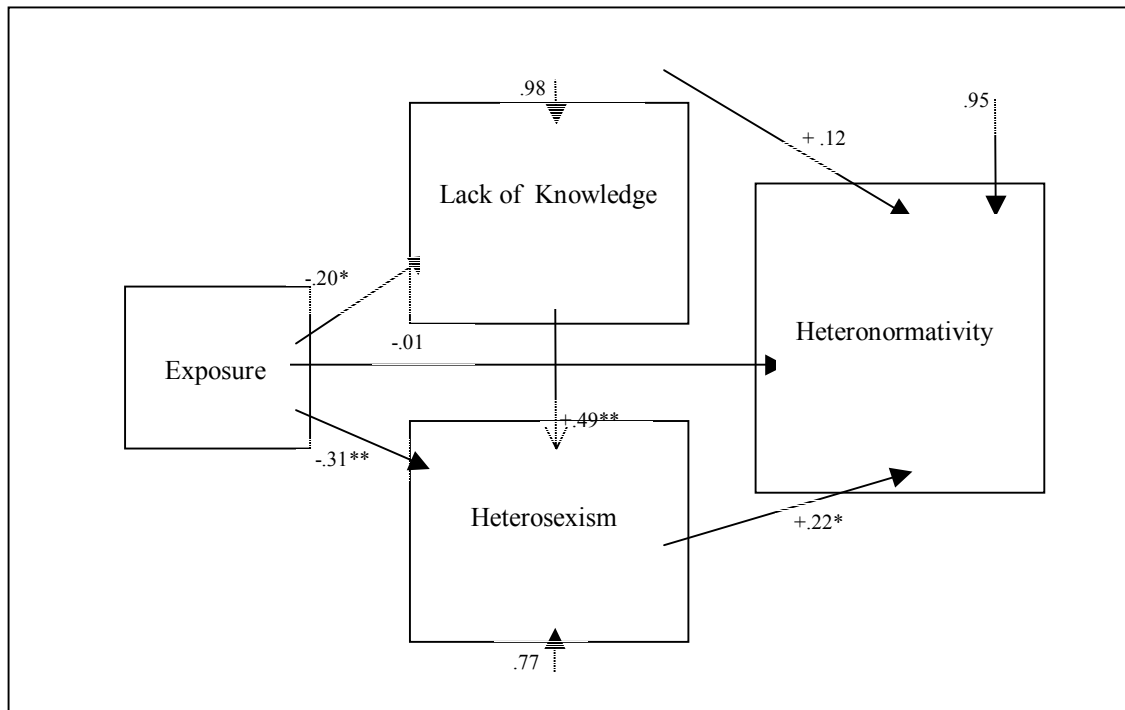 .98
.95
+ .12
Lack of Knowledge
-.20*
-.01
Heteronormativity
Exposure
+.49**
-.31**
Heterosexism
+.22*
.77